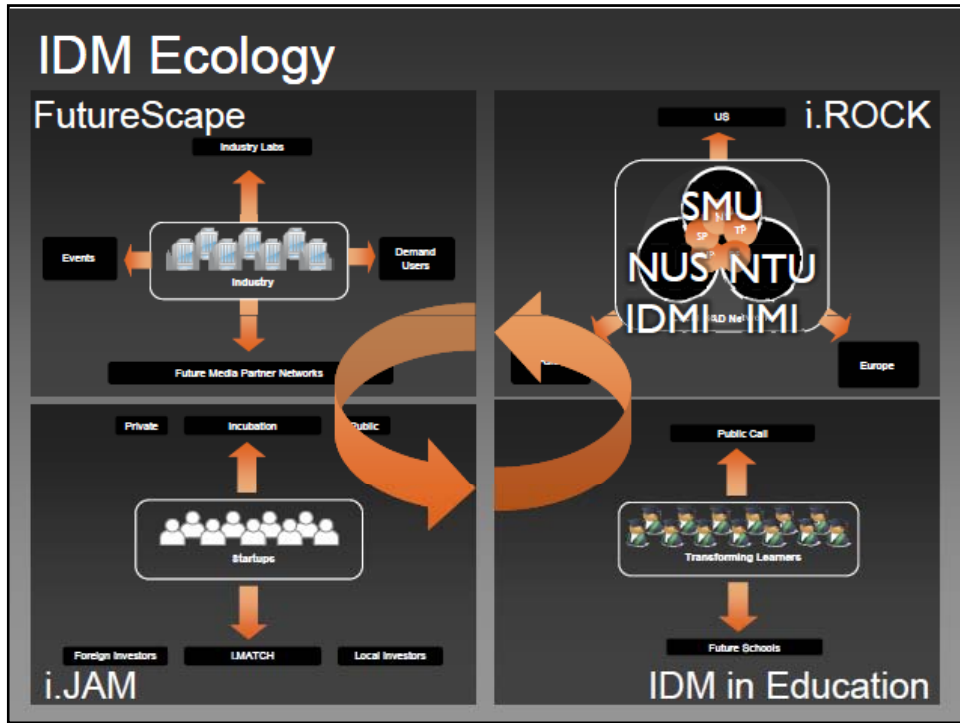 IDM Ecology
FutureScape
Industry Labs
Events
Demand
Users
Industry
Future Media Partner Networks
i.ROCK
US
SMU
SP
TP
NUS
NTU
IDMI
IMI
Europe
Private
Incubation
Public
Startups
Foreign Investors
i.MATCH
Local Investors
i.JAM
Public Call
Transforming Learners
Future Schools
IDM in Education